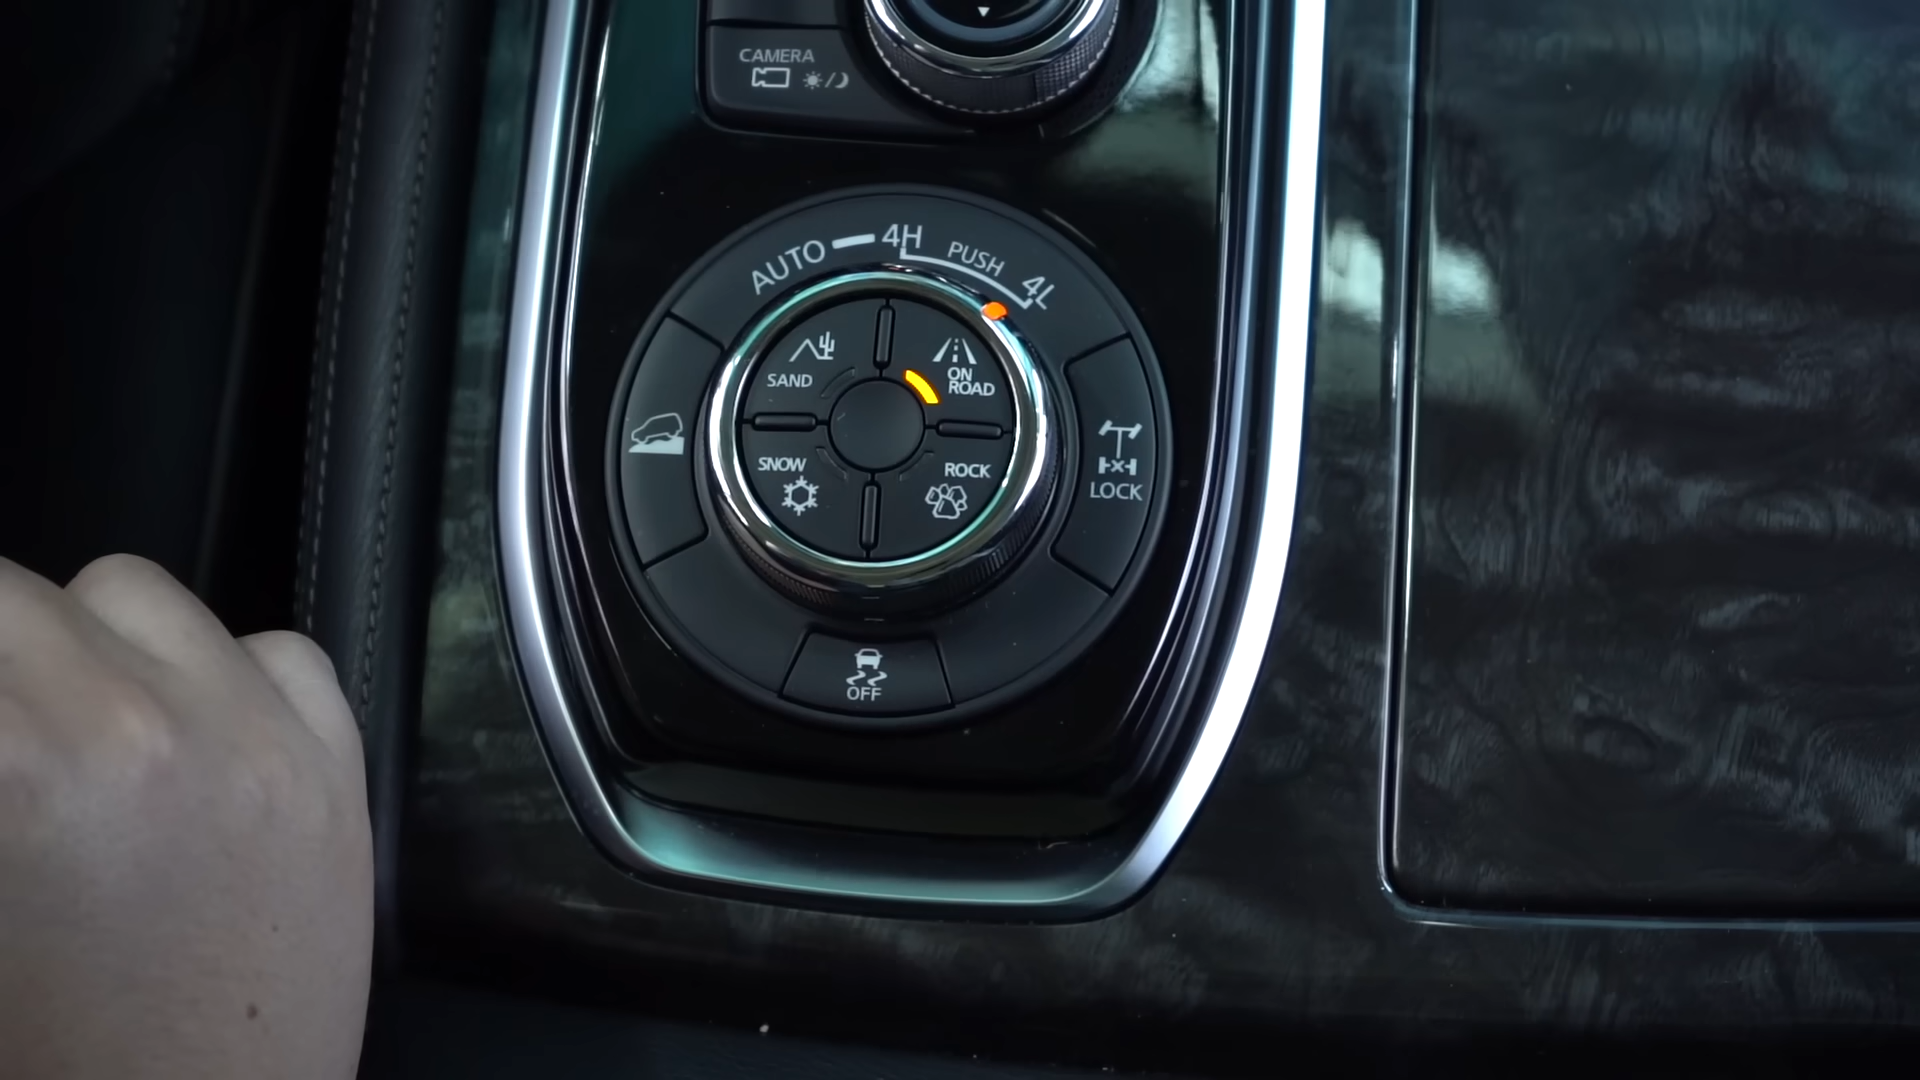 CAMERA
AUTO
4H
PUSH
4L
SAND
ON
ROAD
SNOW
ROCK
LOCK
OFF